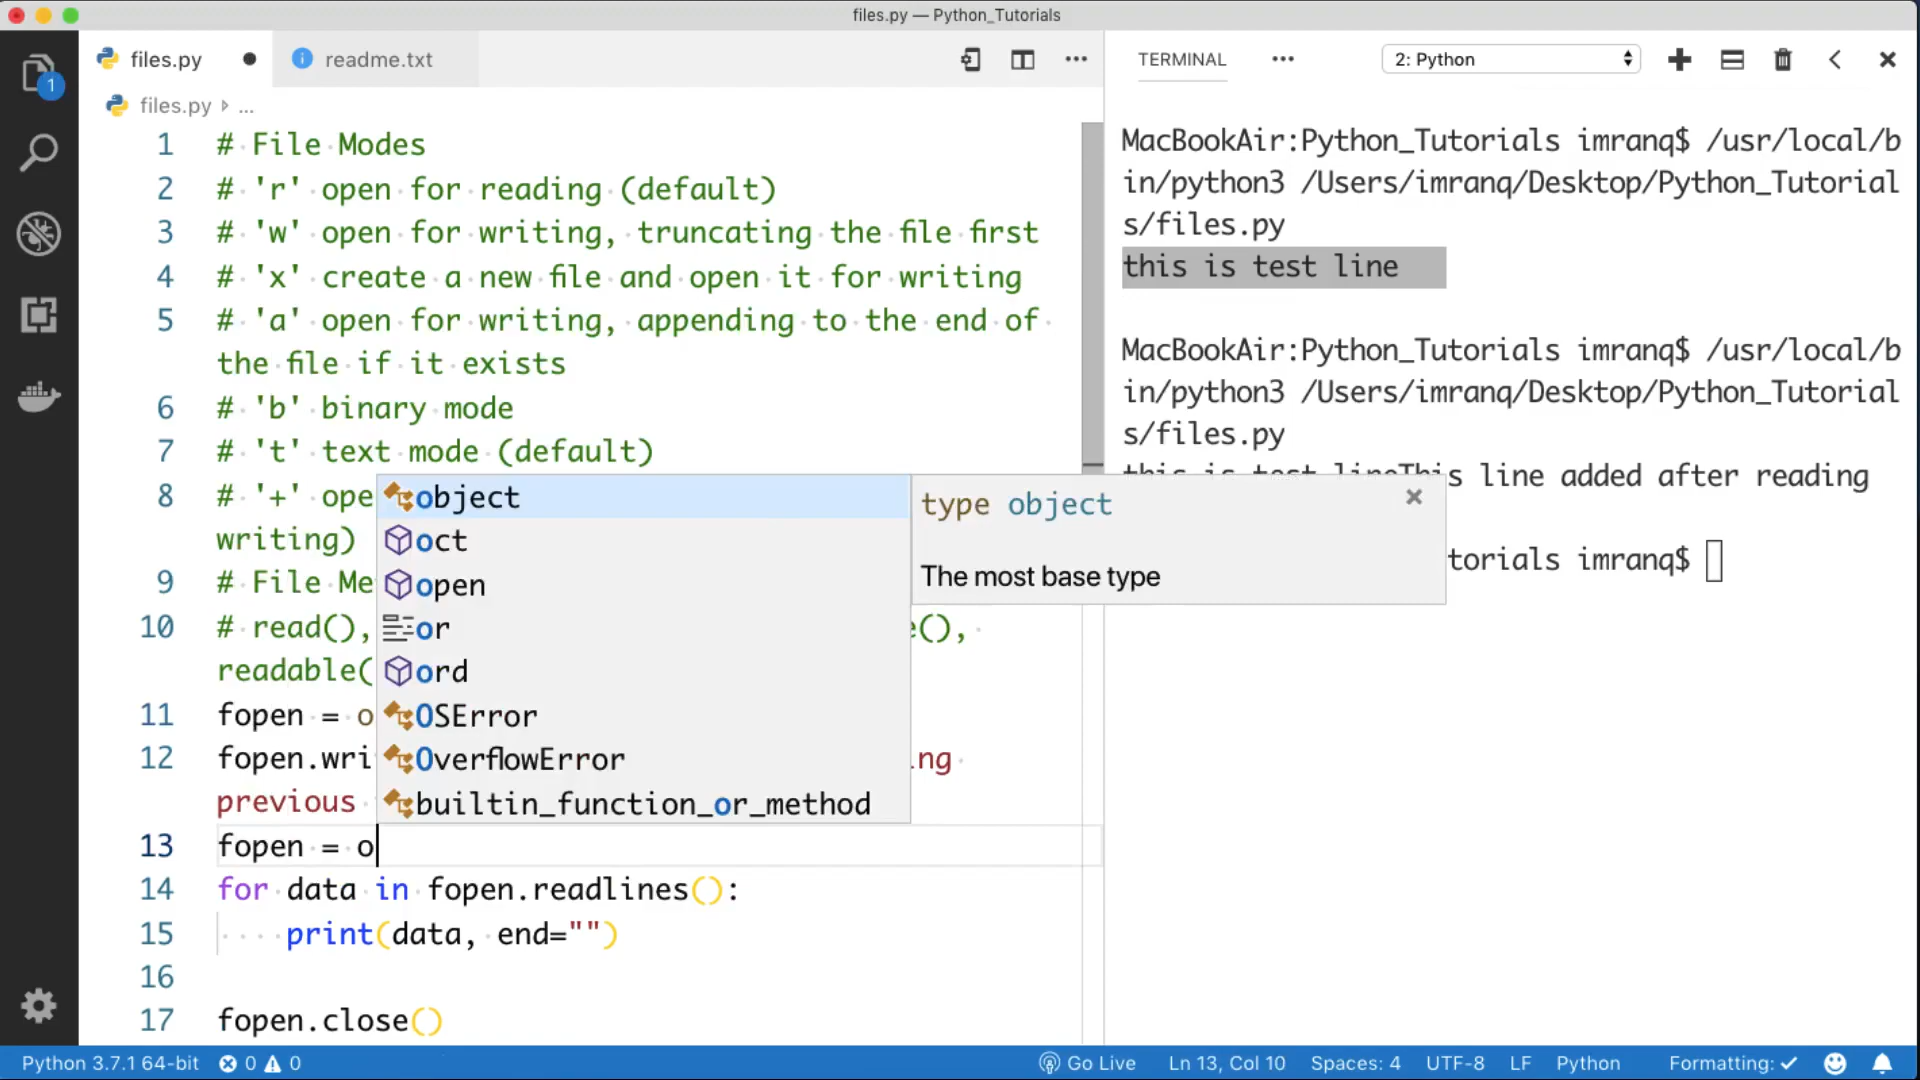 files.py — Python_Tutorials
files.py
readme.txt
TERMINAL
2: Python
1
files.py ...
1 # File Modes
2 # 'r' open for reading (default)
3 # 'w' open for writing, truncating the file first
4 # 'x' create a new file and open it for writing
5 # 'a' open for writing, appending to the end of
the file if it exists
6 # 'b' binary mode
7 # 't' text mode (default)
8 # '+' ope
writing)
9 # File Me
10 # read(), (),
readable(
11 fopen = o
12 fopen.wri ng
previous
13 fopen = o
14 for data in fopen.readlines():
15 print(data, end="")
16
17 fopen.close()
object
oct
open
or
ord
OSError
OverflowError
builtin_function_or_method
type object
The most base type
MacBookAir:Python_Tutorials imranq$ /usr/local/b
in/python3 /Users/imranq/Desktop/Python_Tutorial
s/files.py
this is test line
MacBookAir:Python_Tutorials imranq$ /usr/local/b
in/python3 /Users/imranq/Desktop/Python_Tutorial
s/files.py
this is test lineThis line added after reading
torials imranq$
Python 3.7.1 64-bit 0 0 Go Live Ln 13, Col 10 Spaces: 4 UTF-8 LF Python Formatting: ✓